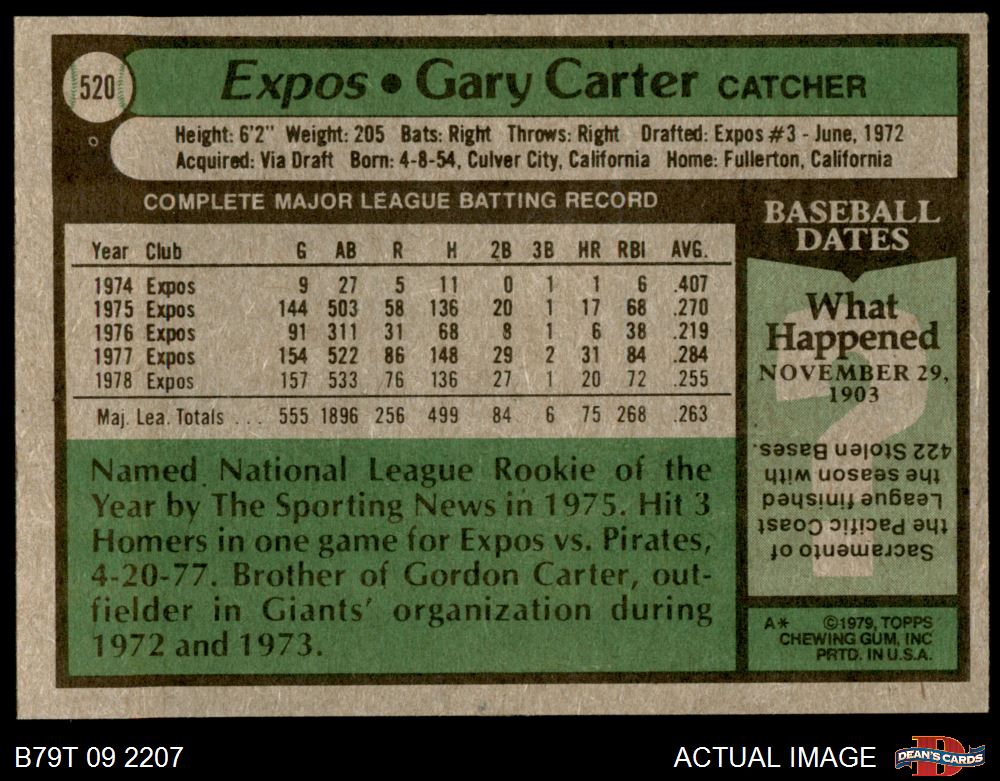 520
Expos • Gary Carter CATCHER
Height: 6'2" Weight: 205 Bats: Right Throws: Right Drafted: Expos #3 - June, 1972
Acquired: Via Draft Born: 4-8-54, Culver City, California Home: Fullerton, California
COMPLETE MAJOR LEAGUE BATTING RECORD
Year Club G AB R H 2B 3B HR RBI AVG.
1974 Expos 9 27 5 11 0 1 1 6 .407
1975 Expos 144 503 58 136 20 1 17 68 .270
1976 Expos 91 311 31 68 8 1 6 38 .219
1977 Expos 154 522 86 148 29 2 31 84 .284
1978 Expos 157 533 76 136 27 1 20 72 .255
Maj. Lea. Totals ... 555 1896 256 499 84 6 75 268 .263
Named National League Rookie of the
Year by The Sporting News in 1975. Hit 3
Homers in one game for Expos vs. Pirates,
4-20-77. Brother of Gordon Carter, out-
fielder in Giants' organization during
1972 and 1973.
BASEBALL
DATES
What
Happened
NOVEMBER 29,
1903
?
Sacramento of
the Pacific Coast
League finished
the season with
422 Stolen Bases.
A* ©1979, TOPPS
CHEWING GUM, INC
PRTD. IN U.S.A.
B79T 09 2207
ACTUAL IMAGE
D
DEAN'S CARDS